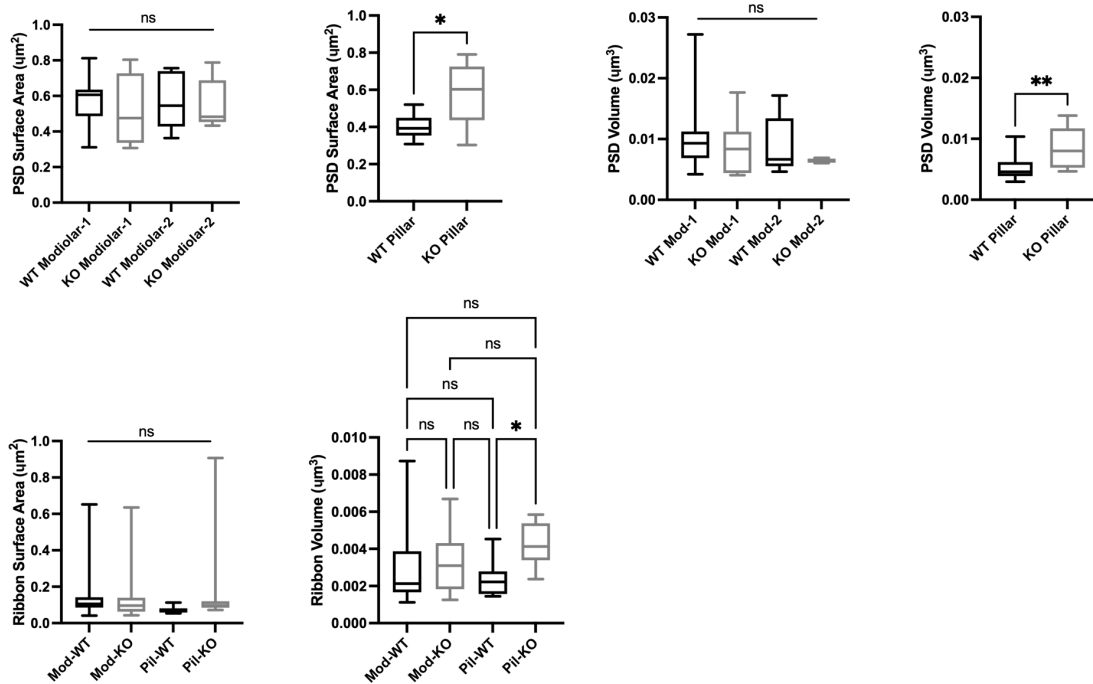 PSD Surface Area (ɥm²)
1.0
0.8
0.6
0.4
0.2
0.0
ns
WT Modiolar-1
KO Modiolar-1
WT Modiolar-2
KO Modiolar-2
PSD Surface Area (ɥm²)
1.0
0.8
0.6
0.4
0.2
0.0
*
WT Pillar
KO Pillar
PSD Volume (ɥm³)
0.03
0.02
0.01
0.00
ns
WT Mod-1
KO Mod-1
WT Mod-2
KO Mod-2
PSD Volume (ɥm³)
0.03
0.02
0.01
0.00
**
WT Pillar
KO Pillar
Ribbon Surface Area (ɥm²)
1.0
0.8
0.6
0.4
0.2
0.0
ns
Mod-WT
Mod-KO
Pil-WT
Pil-KO
Ribbon Volume (ɥm³)
0.010
0.008
0.006
0.004
0.002
0.000
ns
ns
ns
ns
ns
*
Mod-WT
Mod-KO
Pil-WT
Pil-KO